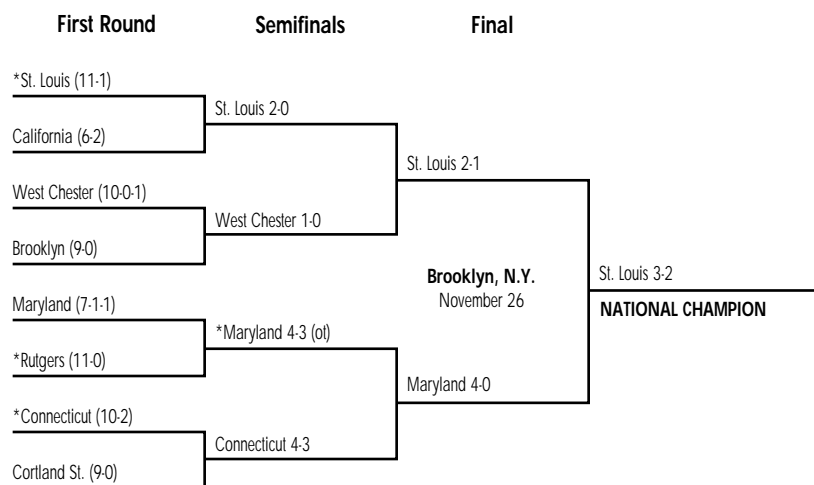 First Round Semifinals Final
*St. Louis (11-1)
St. Louis 2-0
California (6-2)
St. Louis 2-1
West Chester (10-0-1)
West Chester 1-0
Brooklyn (9-0)
Brooklyn, N.Y.
November 26
St. Louis 3-2
NATIONAL CHAMPION
Maryland (7-1-1)
*Maryland 4-3 (ot)
*Rutgers (11-0)
Maryland 4-0
*Connecticut (10-2)
Connecticut 4-3
Cortland St. (9-0)